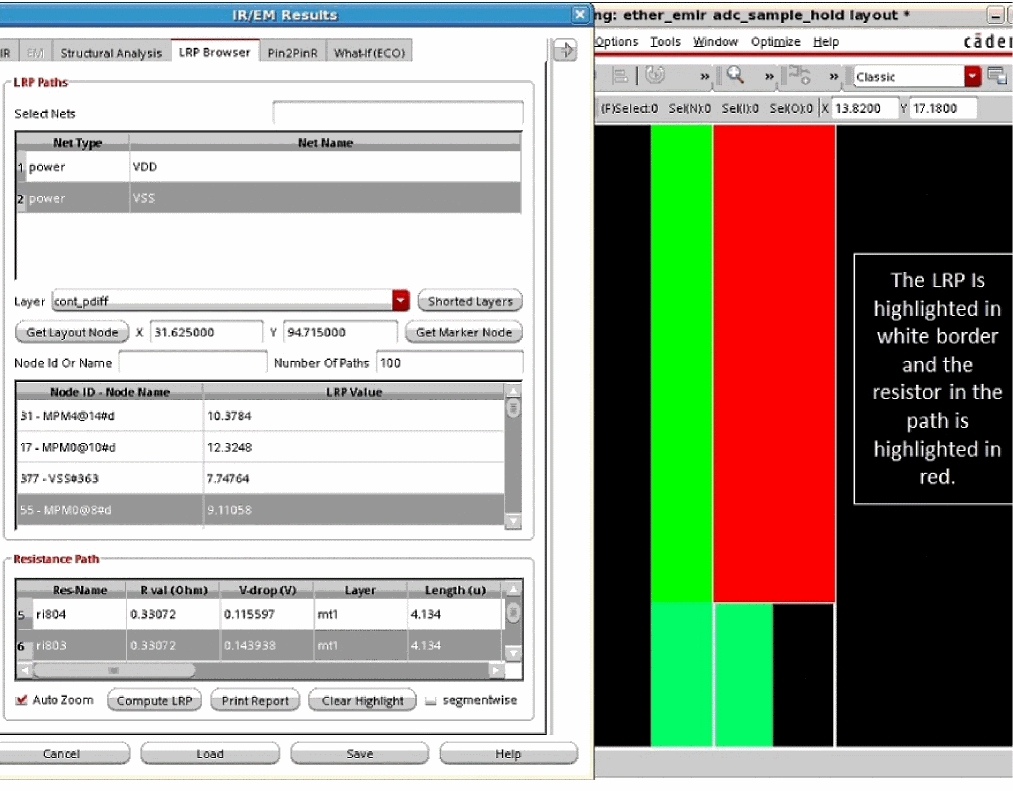 IR/EM Results
ng: ether_emir adc_sample_hold layout *
IR EM Structural Analysis LRP Browser Pin2PinR What-If(ECO)
Options Tools Window Optimize Help
cāden
» » » Classic
(F)Select:0 Sel(N):0 Sel(I):0 Sel(O):0 X 13.8200 Y 17.1800
LRP Paths
Select Nets
Net Type Net Name
1 power VDD
2 power VSS
Layer cont_pdiff Shorted Layers
Get Layout Node X 31.625000 Y 94.715000 Get Marker Node
Node Id Or Name Number Of Paths 100
Node ID - Node Name LRP Value
31 - MPM4@14#d 10.3784
17 - MPM0@10#d 12.3248
377 - VSS#363 7.74764
55 - MPM0@8#d 9.11058
Resistance Path
Res-Name R val (Ohm) V-drop (V) Layer Length (u)
5 ri804 0.33072 0.115597 mt1 4.134
6 ri803 0.33072 0.143938 mt1 4.134
Auto Zoom Compute LRP Print Report Clear Highlight segmentwise
Cancel Load Save Help
The LRP Is
highlighted in
white border
and the
resistor in the
path is
highlighted in
red.